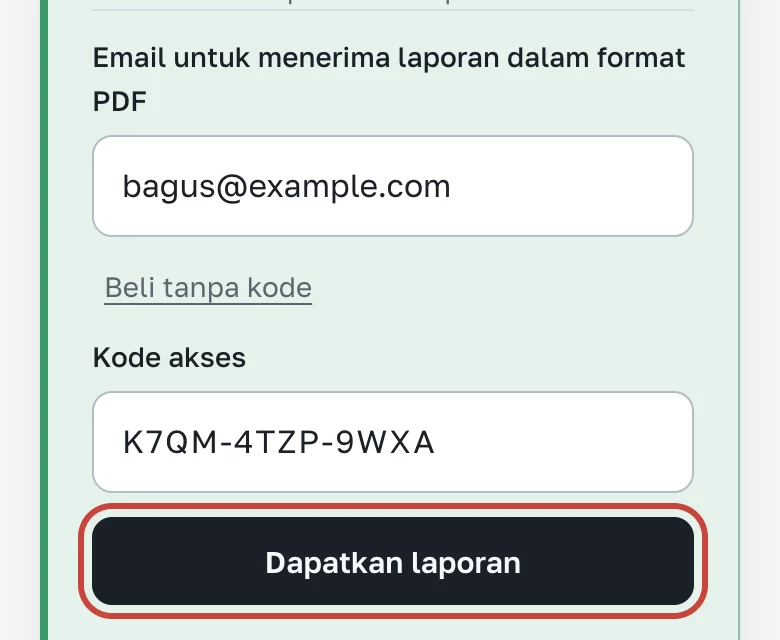 Email untuk menerima laporan dalam format
PDF
bagus@example.com
Beli tanpa kode
Kode akses
K7QM-4TZP-9WXA
Dapatkan laporan